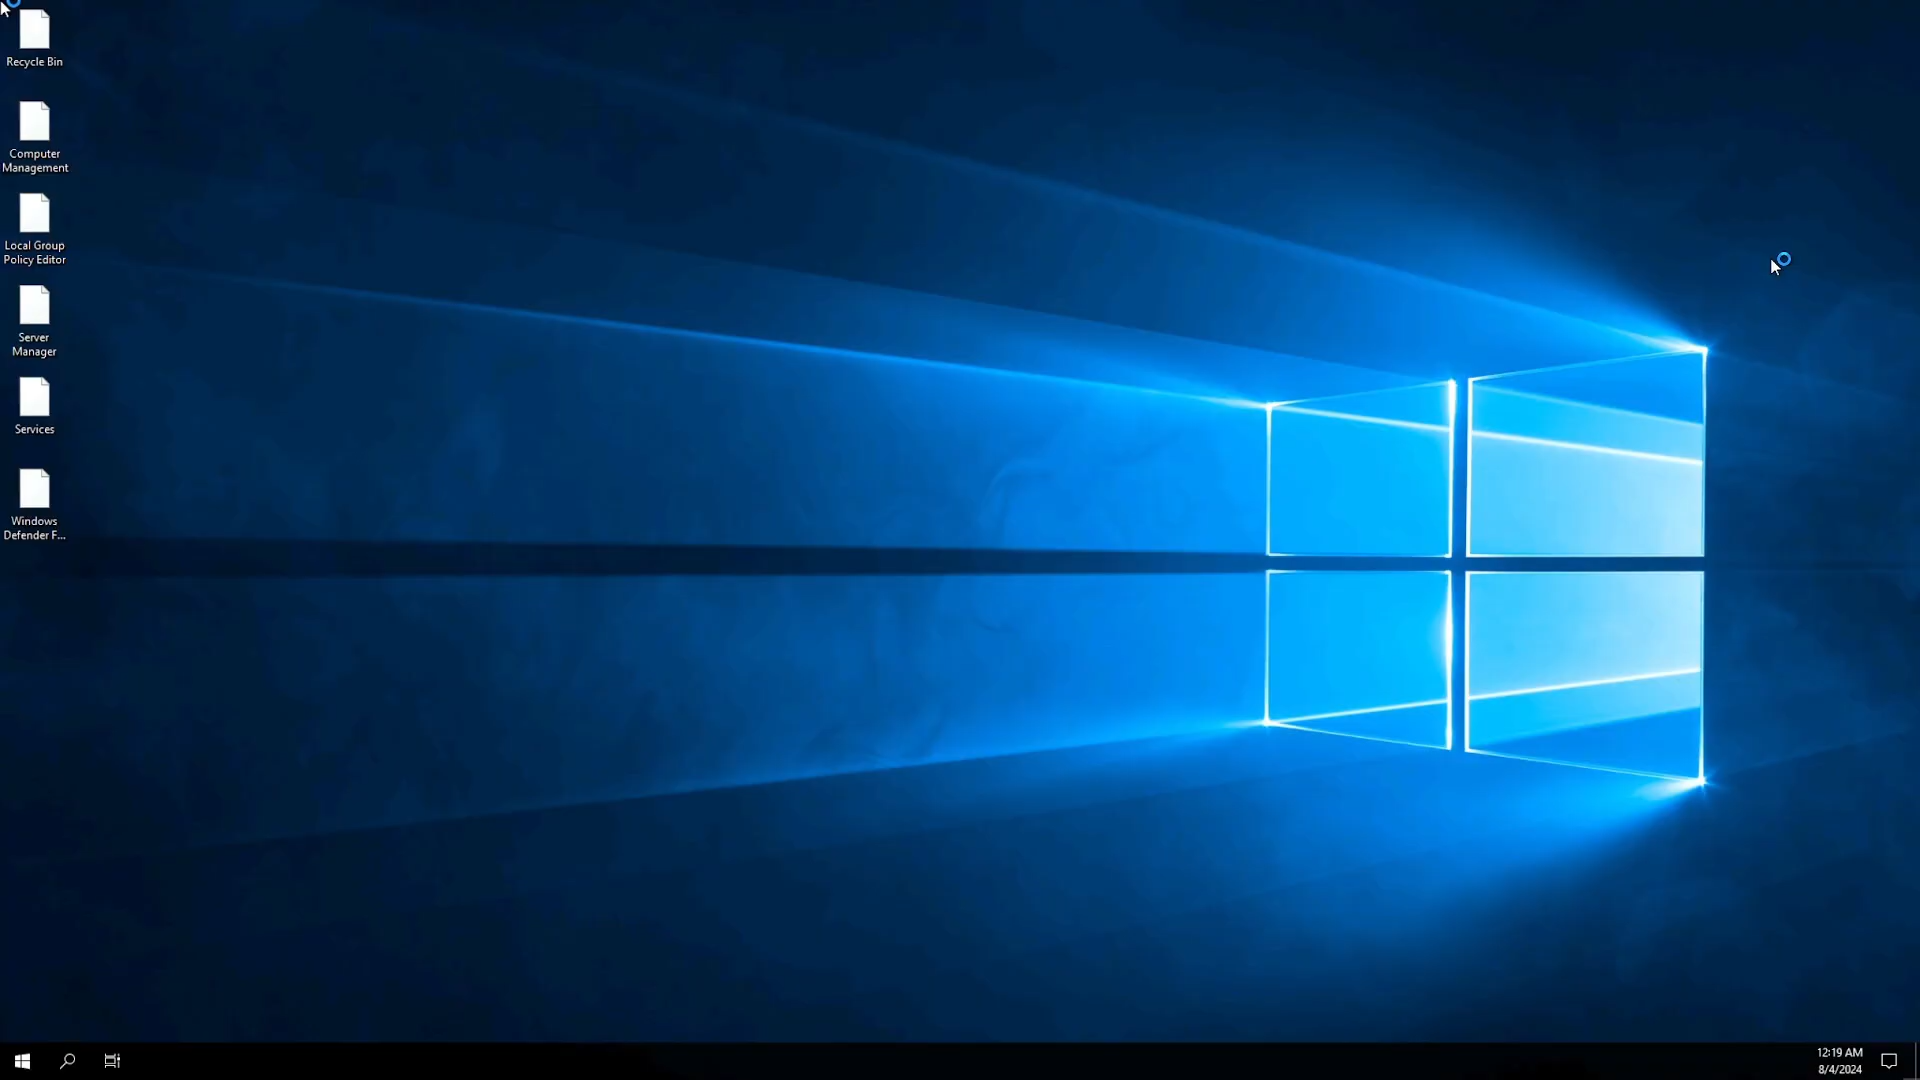 Recycle Bin
Computer
Management
Local Group
Policy Editor
Server
Manager
Services
Windows
Defender F...
12:19 AM
8/4/2024